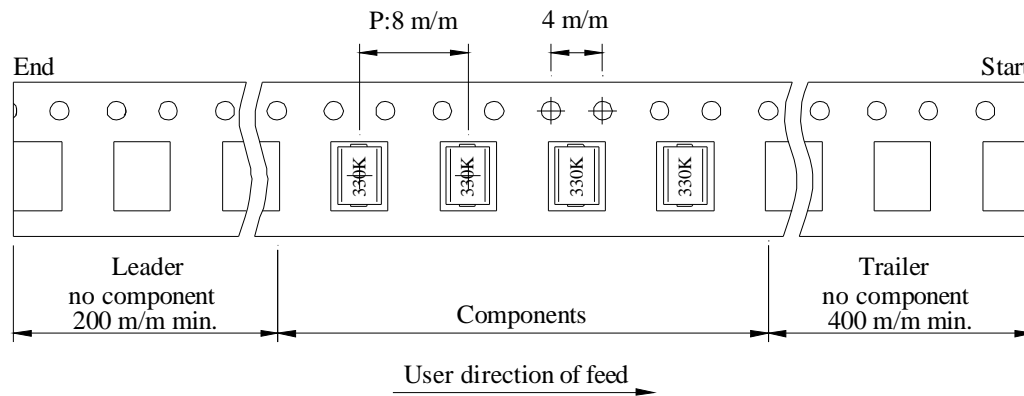 P:8 m/m
4 m/m
End
Start
330K
330K
330K
330K
Leader
no component
200 m/m min.
Components
Trailer
no component
400 m/m min.
User direction of feed